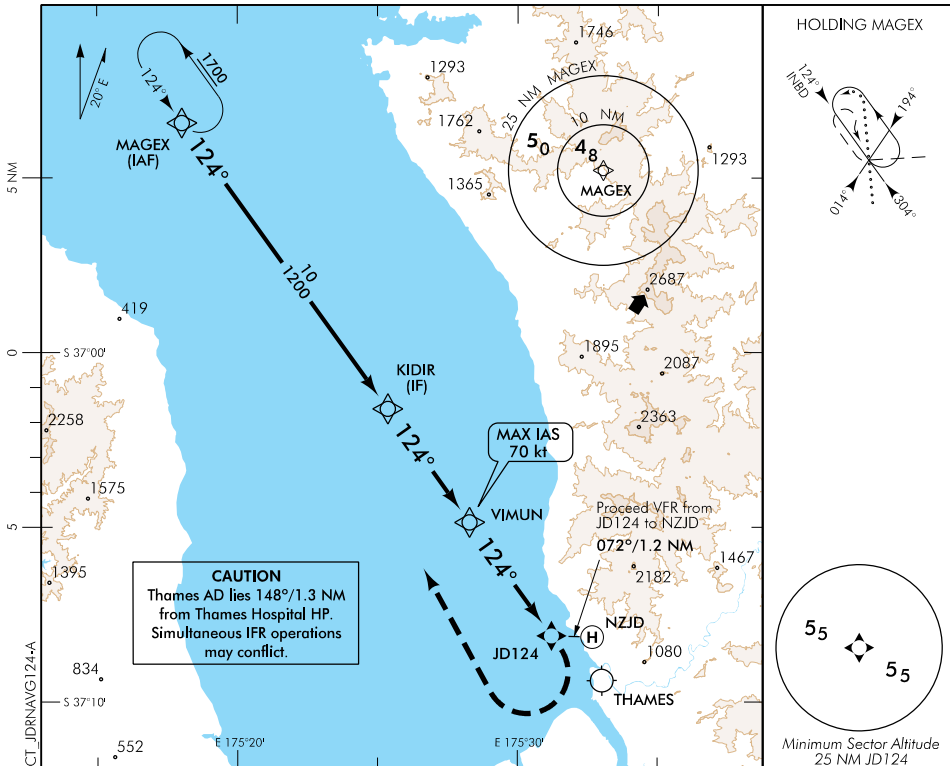 1746
HOLDING MAGEX
20° E
1700
124°
1293
25 NM MAGEX
10 NM
124°
INBD
194°
MAGEX
(IAF)
124°
1762
5₀
4₈
MAGEX
1293
5 NM
1365
014°
304°
10
1200
2687
419
0
S 37°00'
1895
2087
KIDIR
(IF)
2258
124°
2363
MAX IAS
70 kt
1575
VIMUN
Proceed VFR from
JD124 to NZJD
072°/1.2 NM
5
124°
1395
2182
1467
CAUTION
Thames AD lies 148°/1.3 NM
from Thames Hospital HP.
Simultaneous IFR operations
may conflict.
NZJD
H
JD124
1080
5₅
5₅
834
S 37°10'
THAMES
CT_JDRNAVG124-A
E 175°20'
E 175°30'
552
Minimum Sector Altitude
25 NM JD124